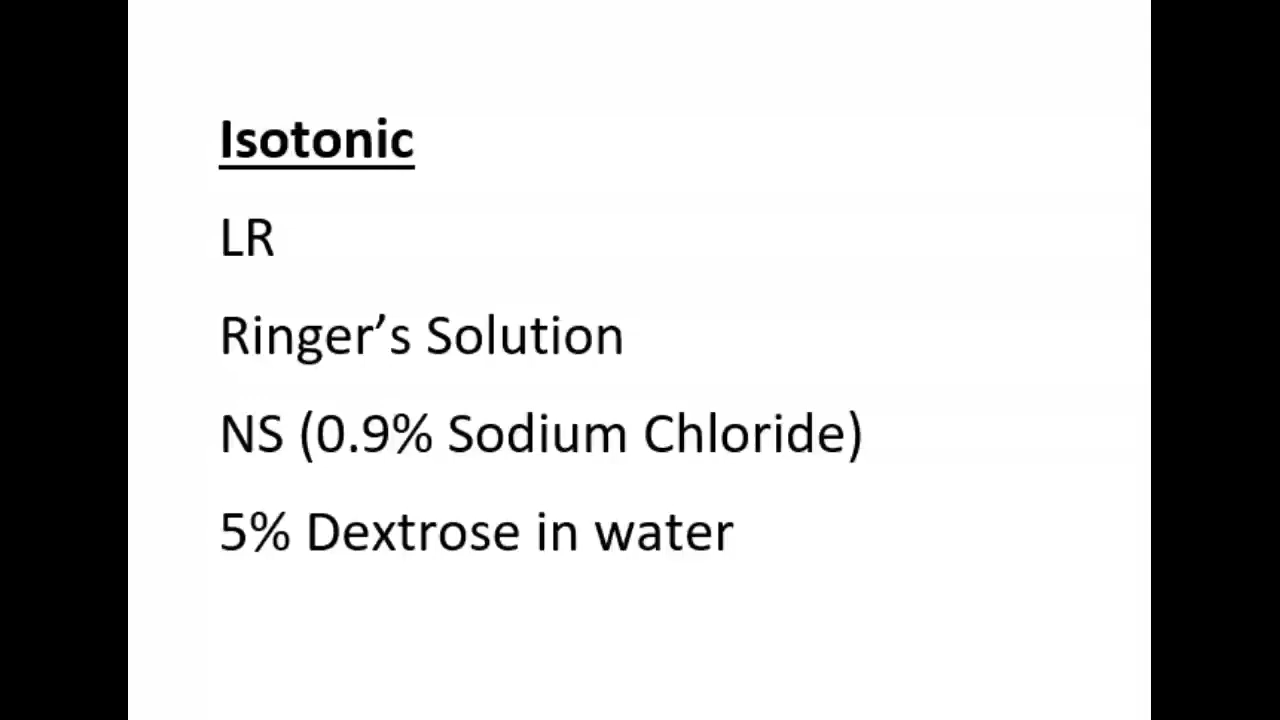 Isotonic
LR
Ringer’s Solution
NS (0.9% Sodium Chloride)
5% Dextrose in water